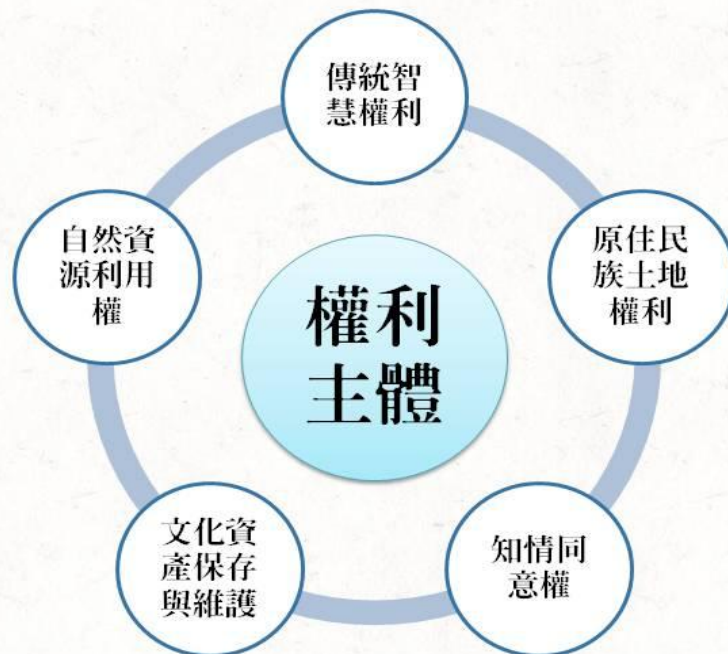 傳統智
慧權利
自然資
源利用
權
原住民
族土地
權利
權利
主體
文化資
產保存
與維護
知情同
意權